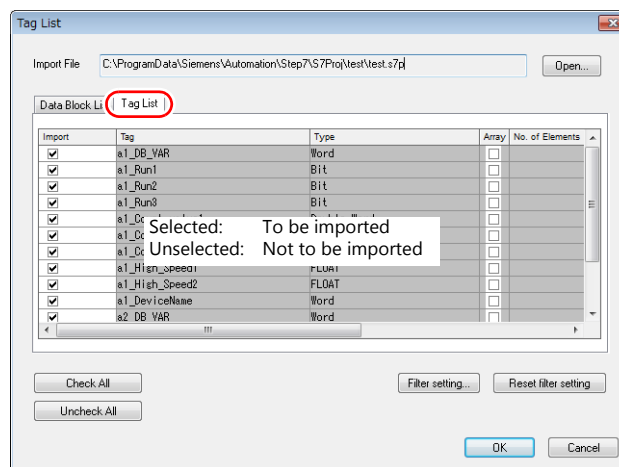 Tag List
Import File C:\ProgramData\Siemens\Automation\Step7\S7Proj\test\test.s7p Open...
Data Block Li Tag List
Import Tag Type Array No. of Elements
a1_DB_VAR Word
a1_Run1 Bit
a1_Run2 Bit
a1_Run3 Bit
Selected: To be imported
Unselected: Not to be imported
a1_High_Speed1 FLOAT
a1_High_Speed2 FLOAT
a1_DeviceName Word
a2_DB_VAR Word
Check All Filter setting... Reset filter setting
Uncheck All
OK Cancel